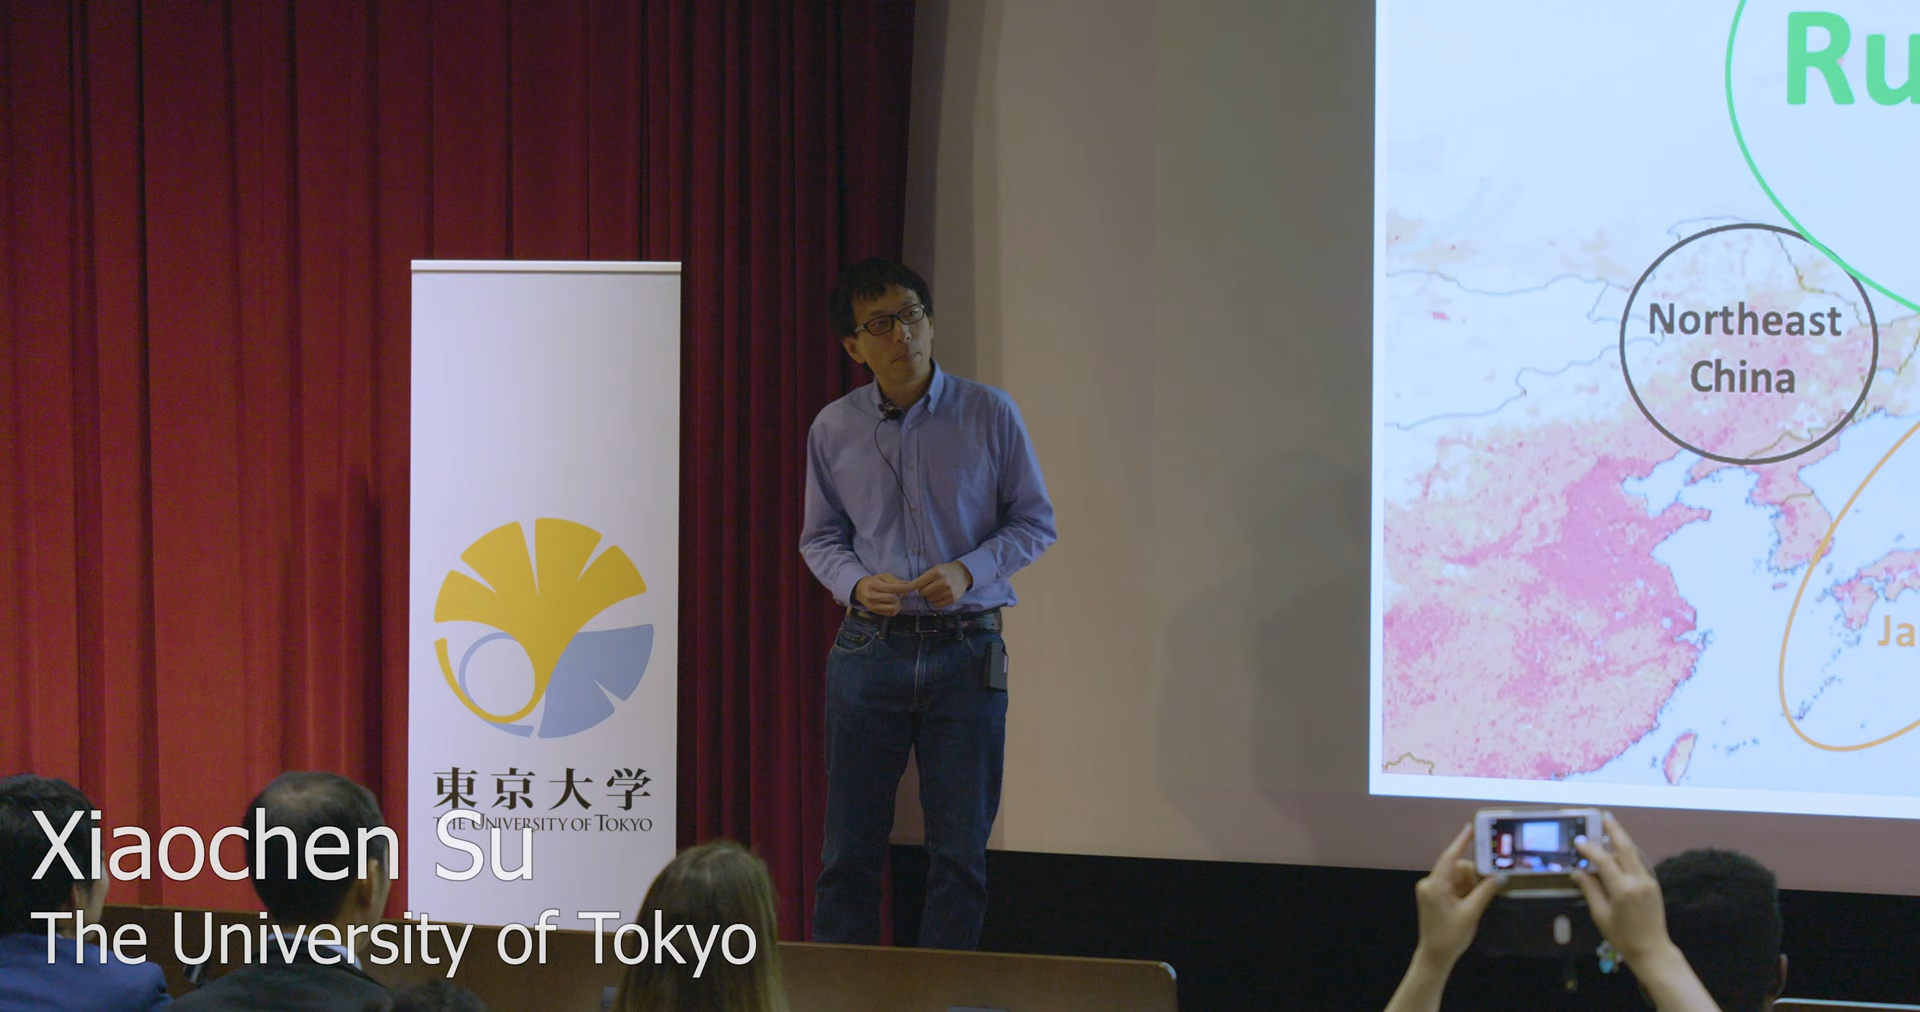 Ru
Northeast
China
Ja
東京大学
THE UNIVERSITY OF TOKYO
Xiaochen Su
The University of Tokyo